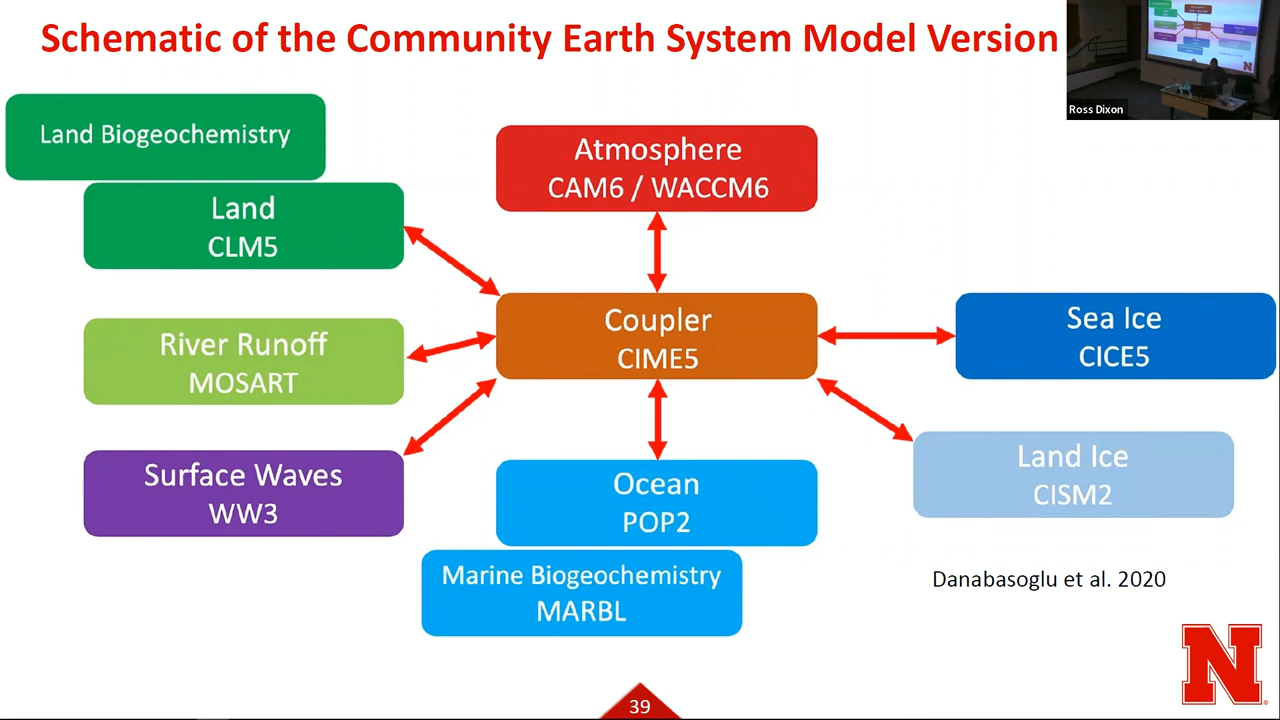 Schematic of the Community Earth System Model Version
Ross Dixon
Land Biogeochemistry
Land
CLM5
Atmosphere
CAM6 / WACCM6
River Runoff
MOSART
Coupler
CIME5
Sea Ice
CICE5
Surface Waves
WW3
Ocean
POP2
Land Ice
CISM2
Marine Biogeochemistry
MARBL
Danabasoglu et al. 2020
N
39